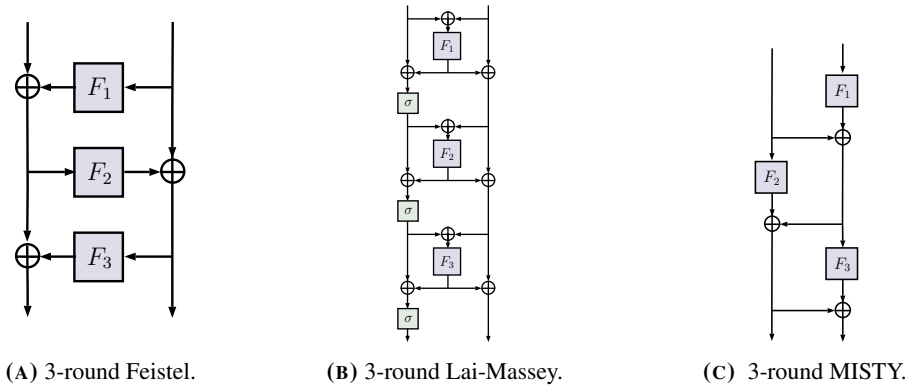 F₁
F₂
F₃
F₁
σ
F₂
σ
F₃
σ
F₁
F₂
F₃
(A) 3-round Feistel.
(B) 3-round Lai-Massey.
(C) 3-round MISTY.